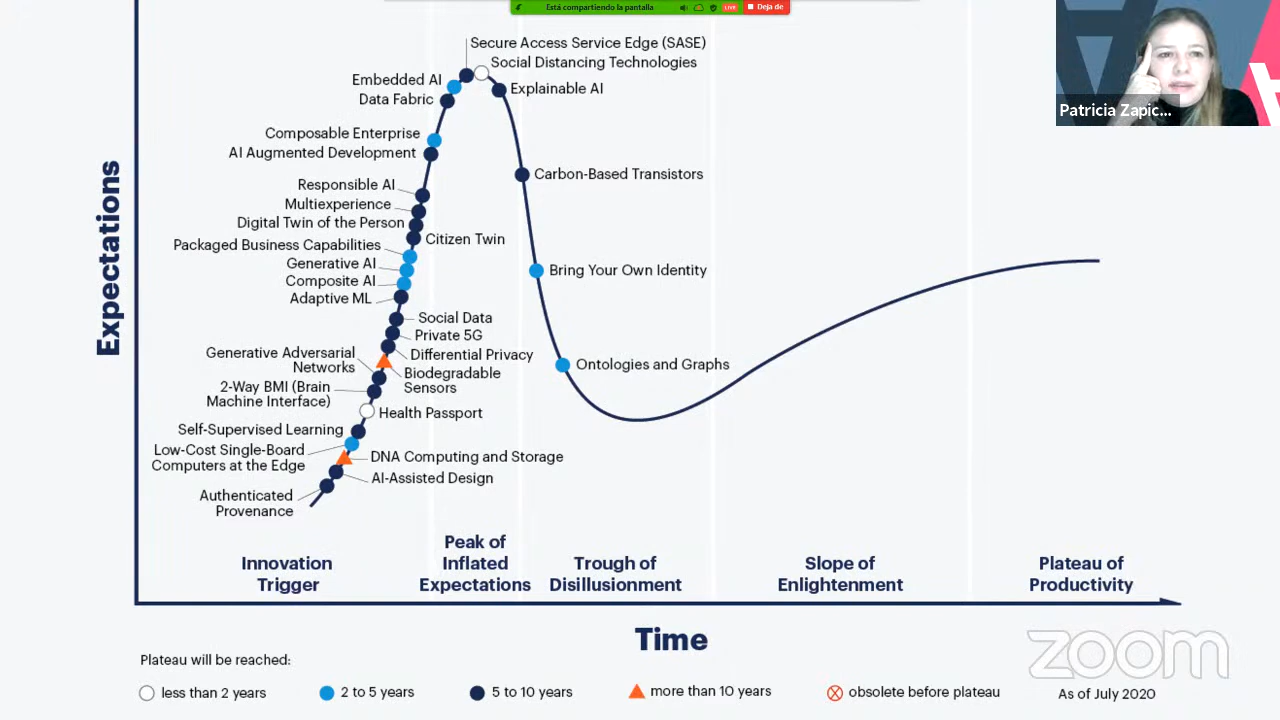 Está compartiendo la pantalla
LIVE
Deja de
Patricia Zapic...
Secure Access Service Edge (SASE)
Social Distancing Technologies
Embedded AI
Explainable AI
Data Fabric
Composable Enterprise
AI Augmented Development
Carbon-Based Transistors
Responsible AI
Multiexperience
Digital Twin of the Person
Citizen Twin
Packaged Business Capabilities
Generative AI
Bring Your Own Identity
Composite AI
Adaptive ML
Social Data
Private 5G
Generative Adversarial
Networks
Differential Privacy
Biodegradable
Sensors
Ontologies and Graphs
2-Way BMI (Brain
Machine Interface)
Health Passport
Self-Supervised Learning
Low-Cost Single-Board
Computers at the Edge
DNA Computing and Storage
AI-Assisted Design
Authenticated
Provenance
Expectations
Innovation
Trigger
Peak of
Inflated
Expectations
Trough of
Disillusionment
Slope of
Enlightenment
Plateau of
Productivity
Time
zoom
Plateau will be reached:
less than 2 years
2 to 5 years
5 to 10 years
more than 10 years
obsolete before plateau
As of July 2020